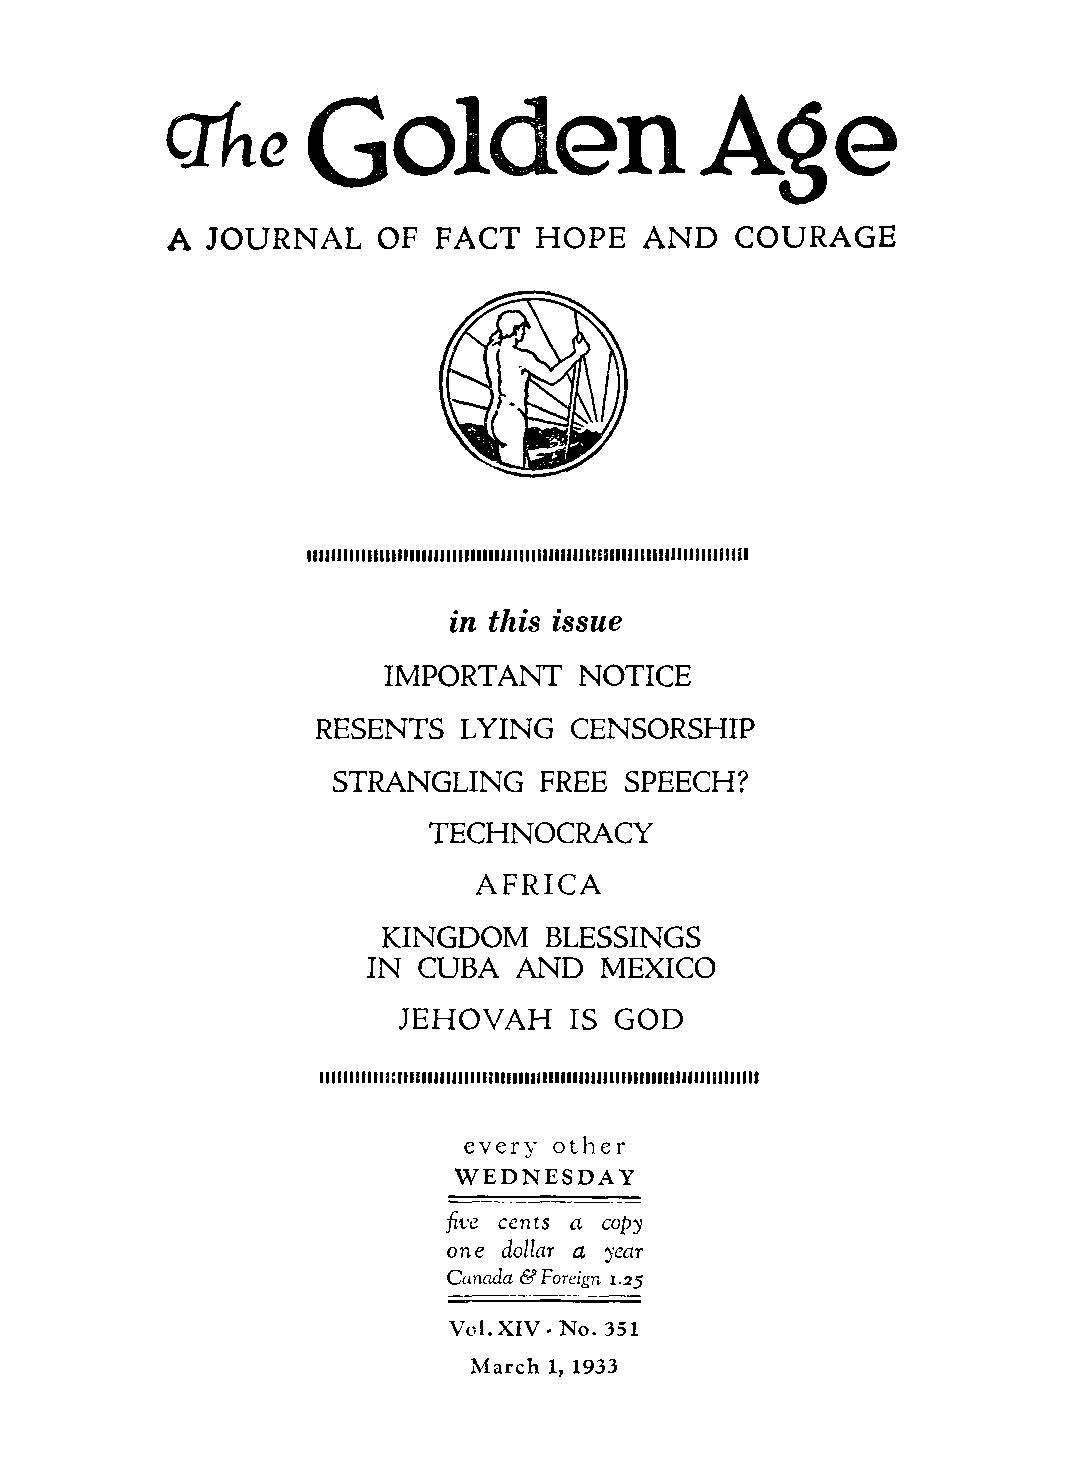 The Golden Age
A JOURNAL OF FACT HOPE AND COURAGE
in this issue
IMPORTANT NOTICE
RESENTS LYING CENSORSHIP
STRANGLING FREE SPEECH?
TECHNOCRACY
AFRICA
KINGDOM BLESSINGS
IN CUBA AND MEXICO
JEHOVAH IS GOD
every other
WEDNESDAY
five cents a copy
one dollar a year
Canada & Foreign 1.25
Vol. XIV - No. 351
March 1, 1933